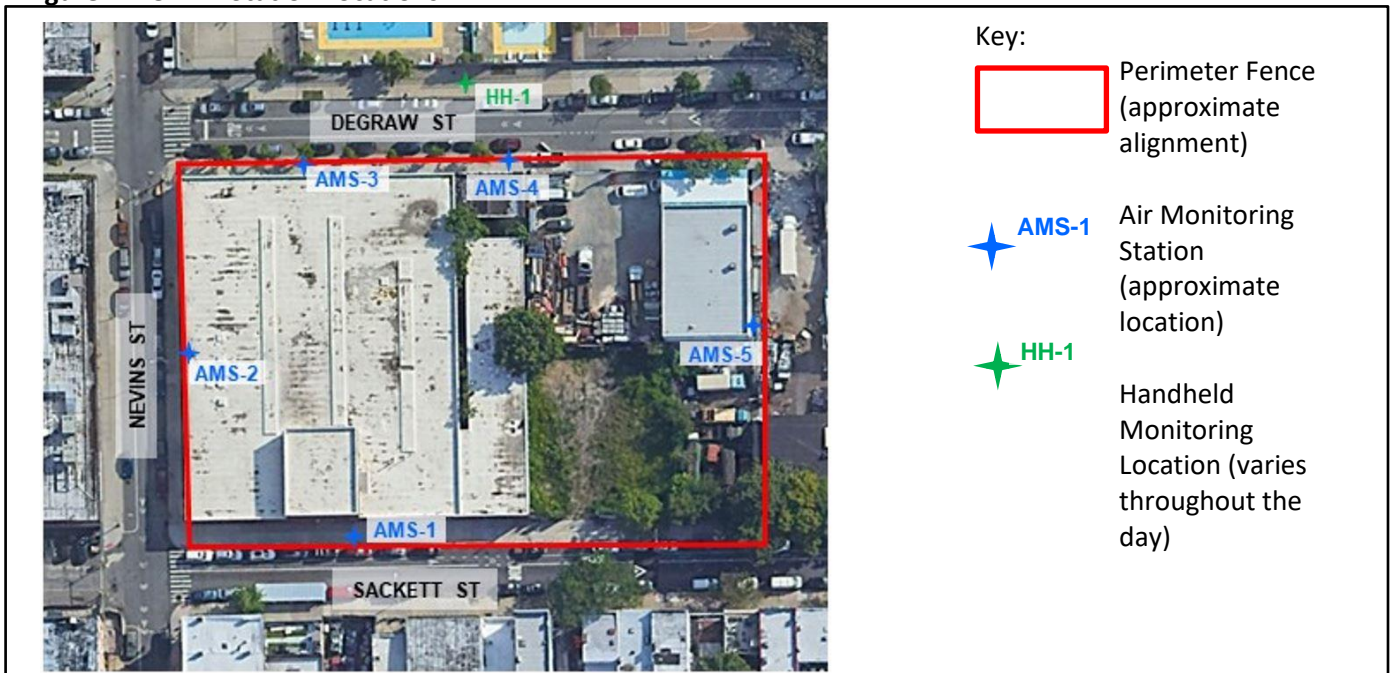 HH-1
DEGRAW ST
AMS-3
AMS-4
NEVINS ST
AMS-2
AMS-5
AMS-1
SACKETT ST
Key:
Perimeter Fence
(approximate
alignment)
AMS-1
Air Monitoring
Station
(approximate
location)
HH-1
Handheld
Monitoring
Location (varies
throughout the
day)